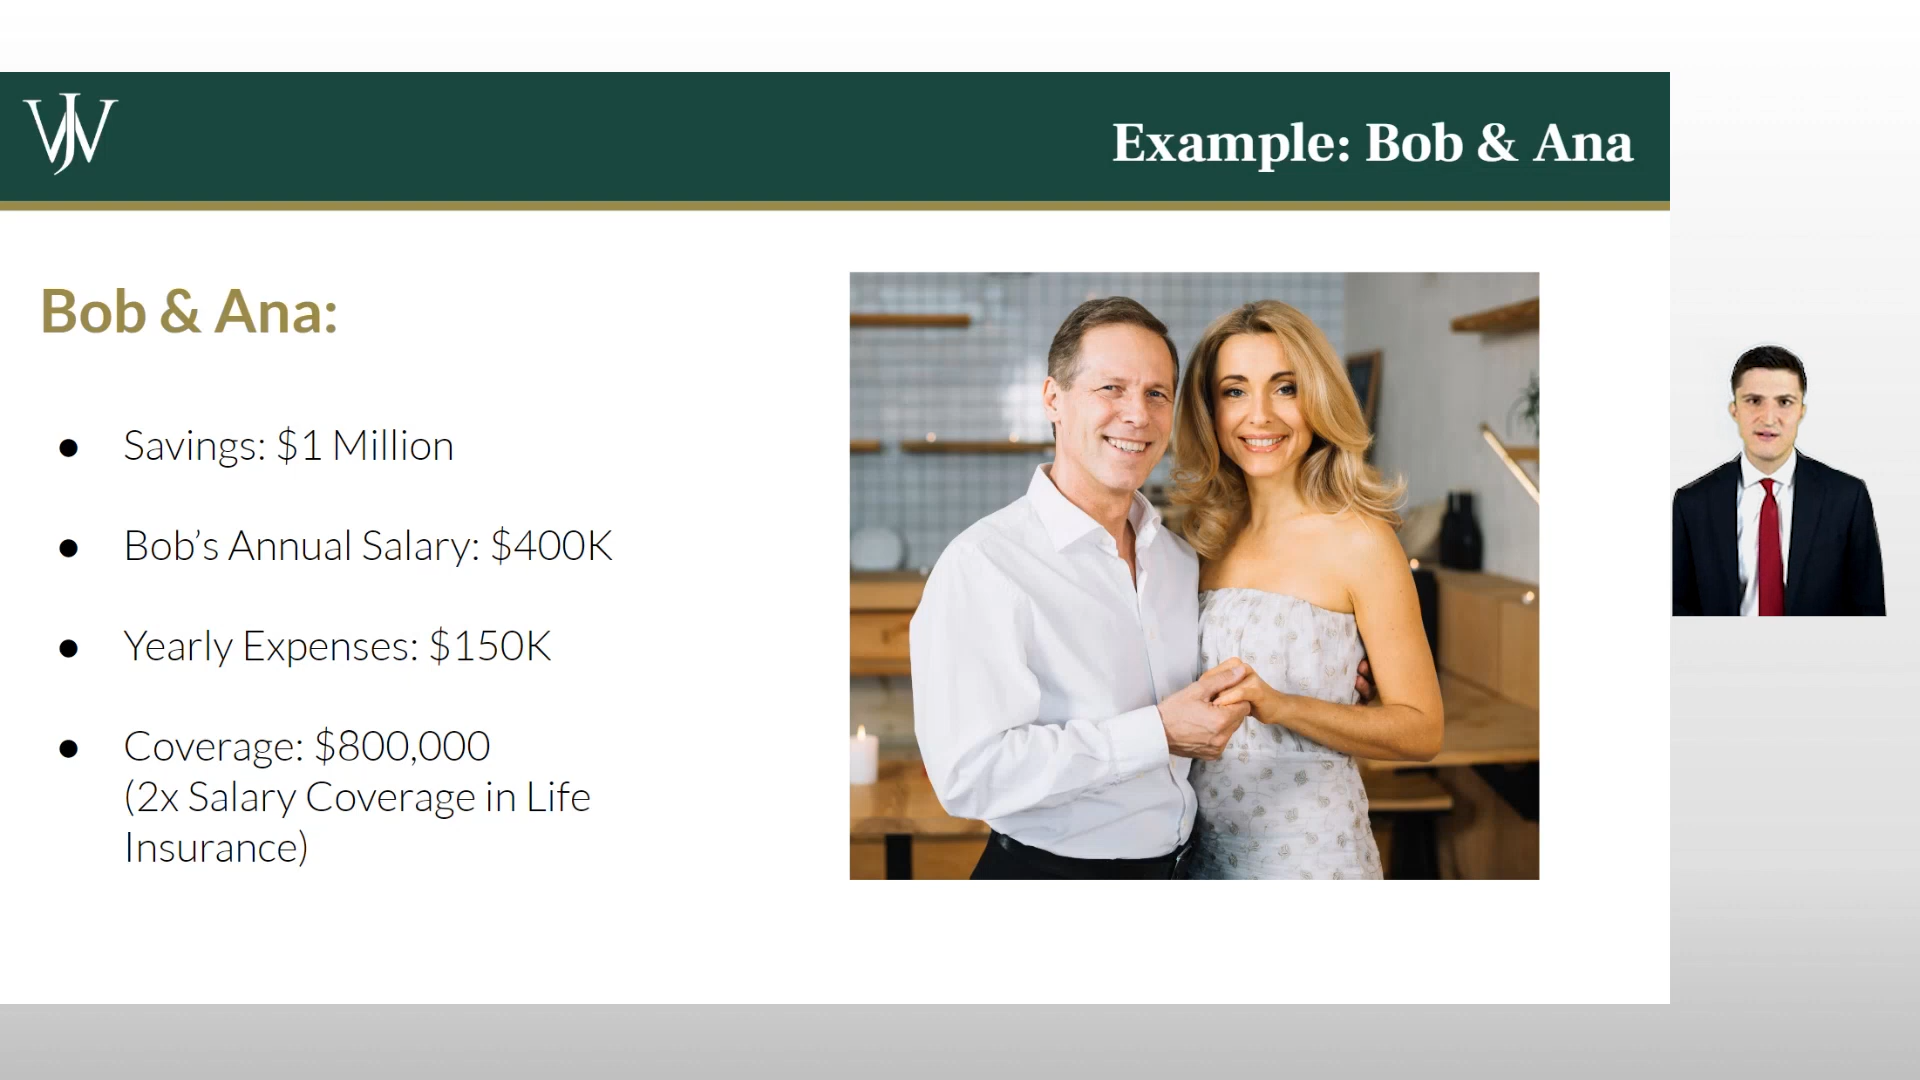 WJ
Example: Bob & Ana
Bob & Ana:
● Savings: $1 Million
● Bob’s Annual Salary: $400K
● Yearly Expenses: $150K
● Coverage: $800,000
(2x Salary Coverage in Life
Insurance)